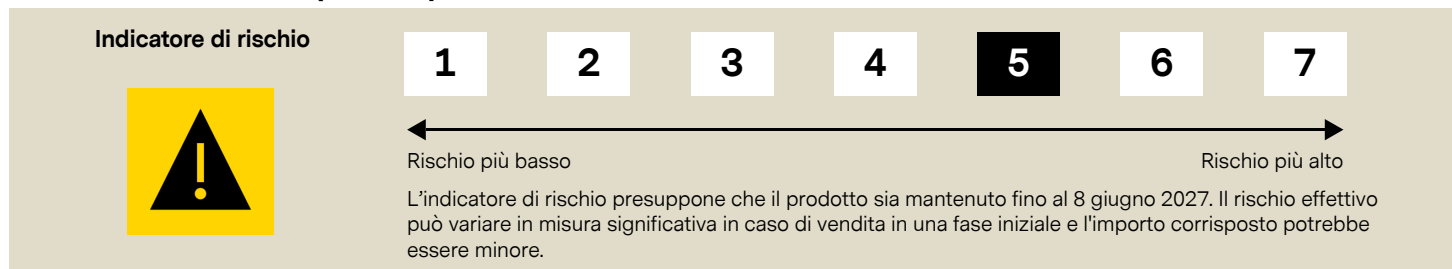 Indicatore di rischio
1 2 3 4 5 6 7
Rischio più basso
Rischio più alto
L'indicatore di rischio presuppone che il prodotto sia mantenuto fino al 8 giugno 2027. Il rischio effettivo
può variare in misura significativa in caso di vendita in una fase iniziale e l'importo corrisposto potrebbe
essere minore.